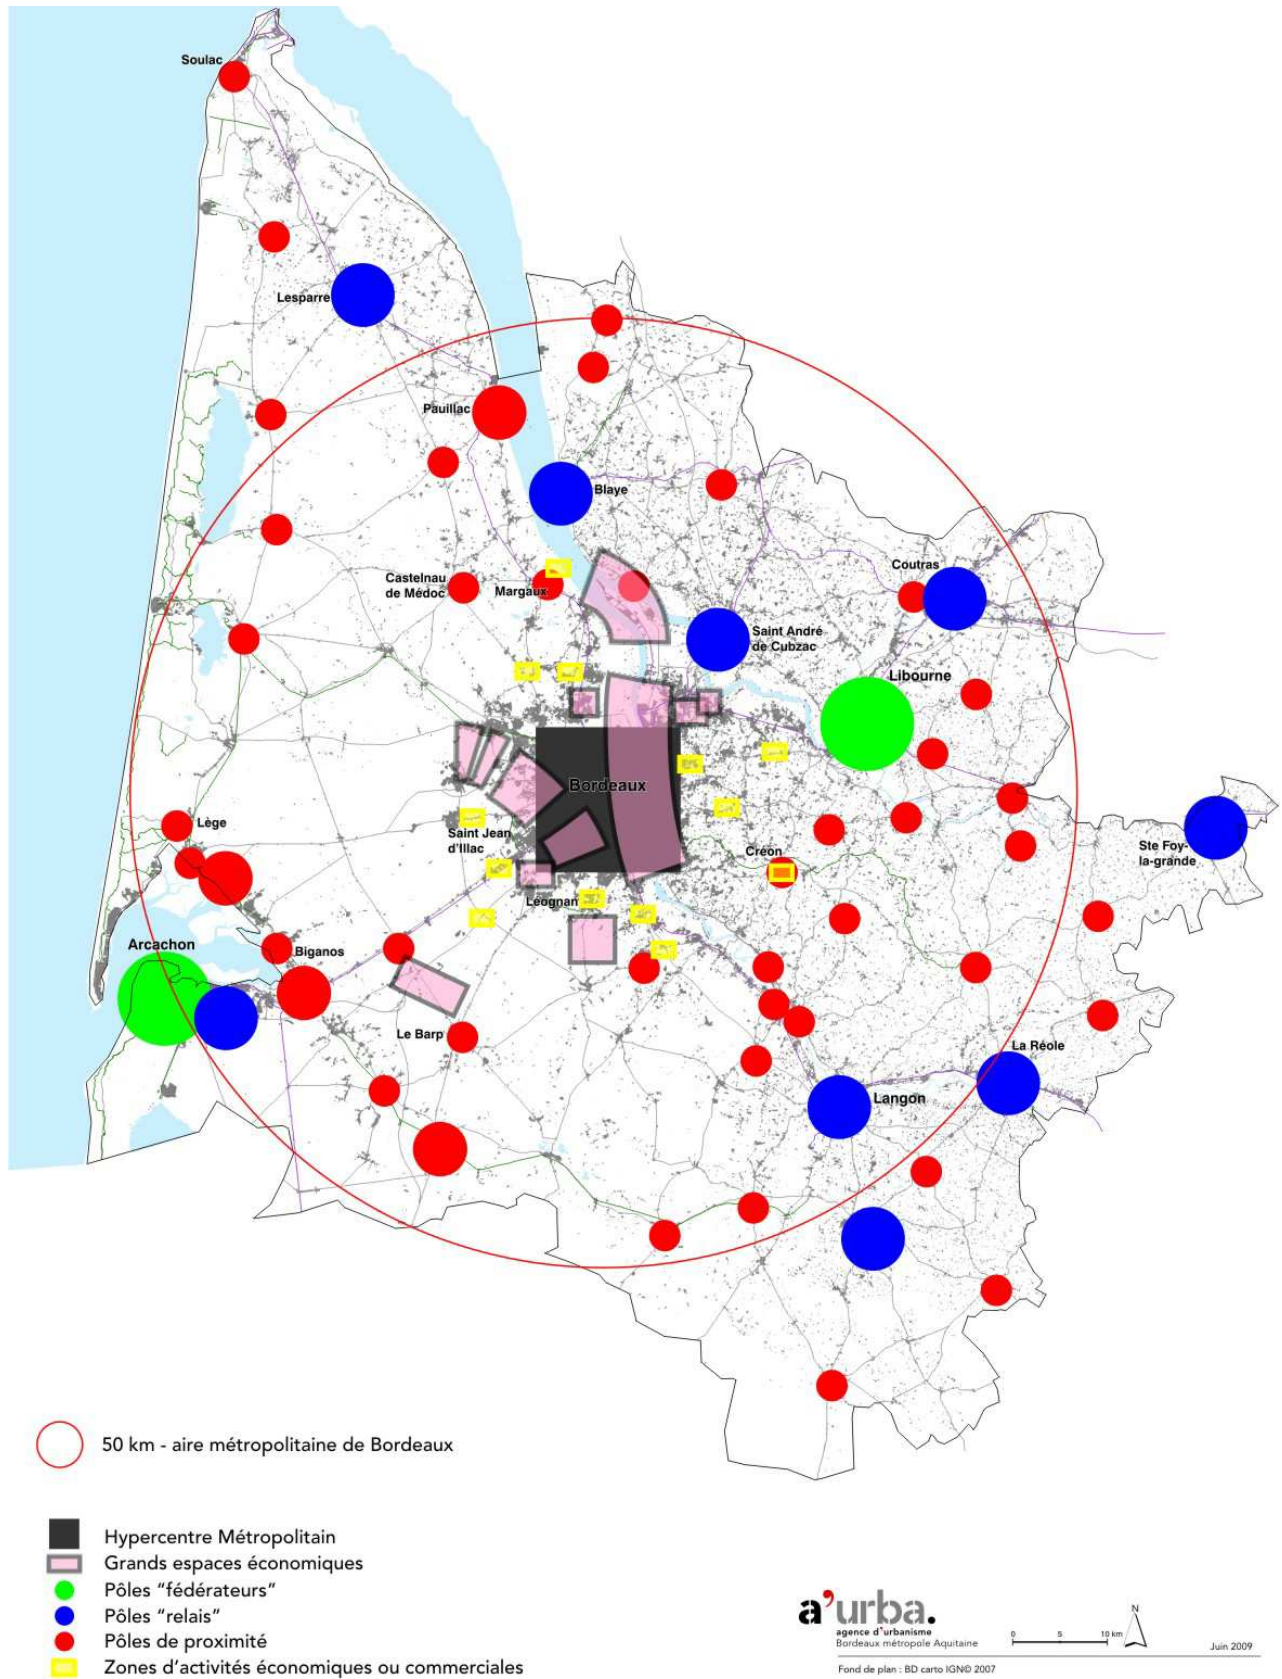 Soulac
Lesparre
Pauillac
Blaye
Coutras
Castelnau
de Médoc
Margaux
Saint André
de Cubzac
Libourne
Bordeaux
Lège
Saint Jean
d'Illac
Créon
Ste Foy-
la-grande
Léognan
Arcachon
Biganos
Le Barp
La Réole
Langon
50 km - aire métropolitaine de Bordeaux
Hypercentre Métropolitain
Grands espaces économiques
Pôles "fédérateurs"
Pôles "relais"
Pôles de proximité
Zones d'activités économiques ou commerciales
a'urba.
agence d'urbanisme
Bordeaux métropole Aquitaine
0 5 10 km
N
Juin 2009
Fond de plan : BD carto IGN© 2007